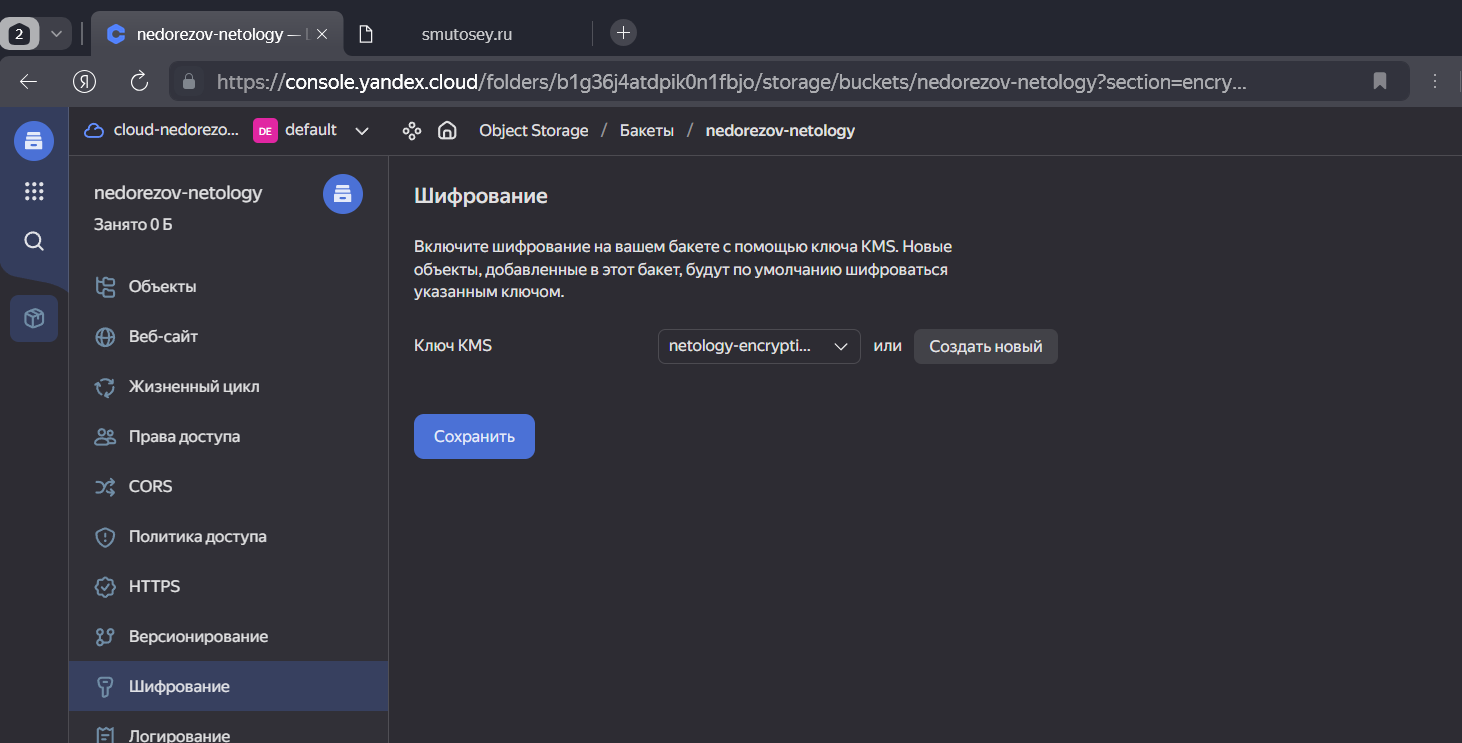 2
nedorezov-netology —
smutosey.ru
Я
https://console.yandex.cloud/folders/b1g36j4atdpik0n1fbjo/storage/buckets/nedorezov-netology?section=encry...
cloud-nedorezo... DE default Object Storage / Бакеты / nedorezov-netology
nedorezov-netology
Занято 0 Б
Объекты
Веб-сайт
Жизненный цикл
Права доступа
CORS
Политика доступа
HTTPS
Версионирование
Шифрование
Логирование
Шифрование
Включите шифрование на вашем бакете с помощью ключа KMS. Новые
объекты, добавленные в этот бакет, будут по умолчанию шифроваться
указанным ключом.
Ключ KMS netology-encrypti... или Создать новый
Сохранить